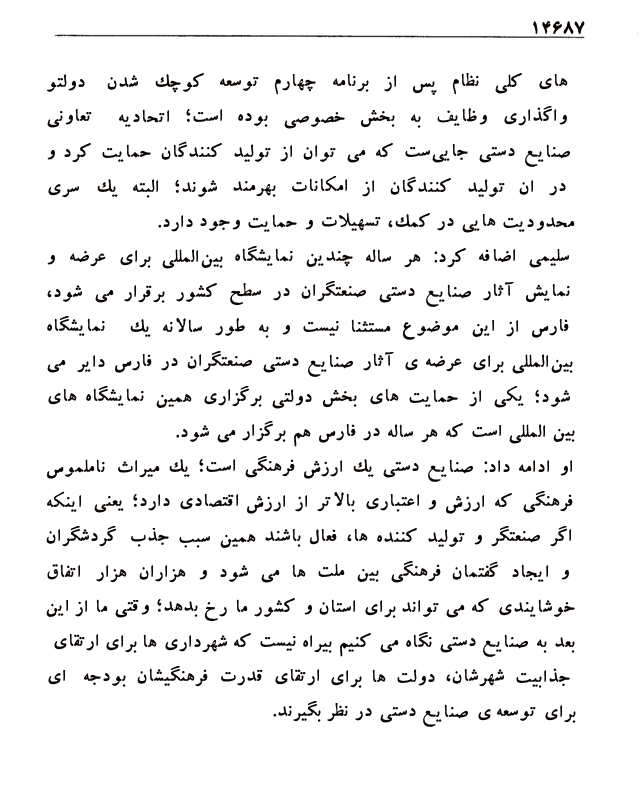 ۱۴۶۸۷
های کلی نظام پس از برنامه چهارم توسعه کوچك شدن دولتو
واگذاری وظایف به بخش خصوصی بوده است؛ اتحادیه تعاونی
صنایع دستی جایی‌ست که می توان از تولید کنندگان حمایت کرد و
در ان تولید کنندگان از امکانات بهرمند شوند؛ البته یك سری
محدودیت هایی در کمك، تسهیلات و حمایت وجود دارد.
سلیمی اضافه کرد: هر ساله چندین نمایشگاه بین‌المللی برای عرضه و
نمایش آثار صنایع دستی صنعتگران در سطح کشور برقرار می شود،
فارس از این موضوع مستثنا نیست و به طور سالانه یك نمایشگاه
بین‌المللی برای عرضه ی آثار صنایع دستی صنعتگران در فارس دایر می
شود؛ یکی از حمایت های بخش دولتی برگزاری همین نمایشگاه های
بین المللی است که هر ساله در فارس هم برگزار می شود.
او ادامه داد: صنایع دستی یك ارزش فرهنگی است؛ یك میراث ناملموس
فرهنگی که ارزش و اعتباری بالاتر از ارزش اقتصادی دارد؛ یعنی اینکه
اگر صنعتگر و تولید کننده ها، فعال باشند همین سبب جذب گردشگران
و ایجاد گفتمان فرهنگی بین ملت ها می شود و هزاران هزار اتفاق
خوشایندی که می تواند برای استان و کشور ما رخ بدهد؛ وقتی ما از این
بعد به صنایع دستی نگاه می کنیم بیراه نیست که شهرداری ها برای ارتقای
جذابیت شهرشان، دولت ها برای ارتقای قدرت فرهنگیشان بودجه ای
برای توسعه ی صنایع دستی در نظر بگیرند.